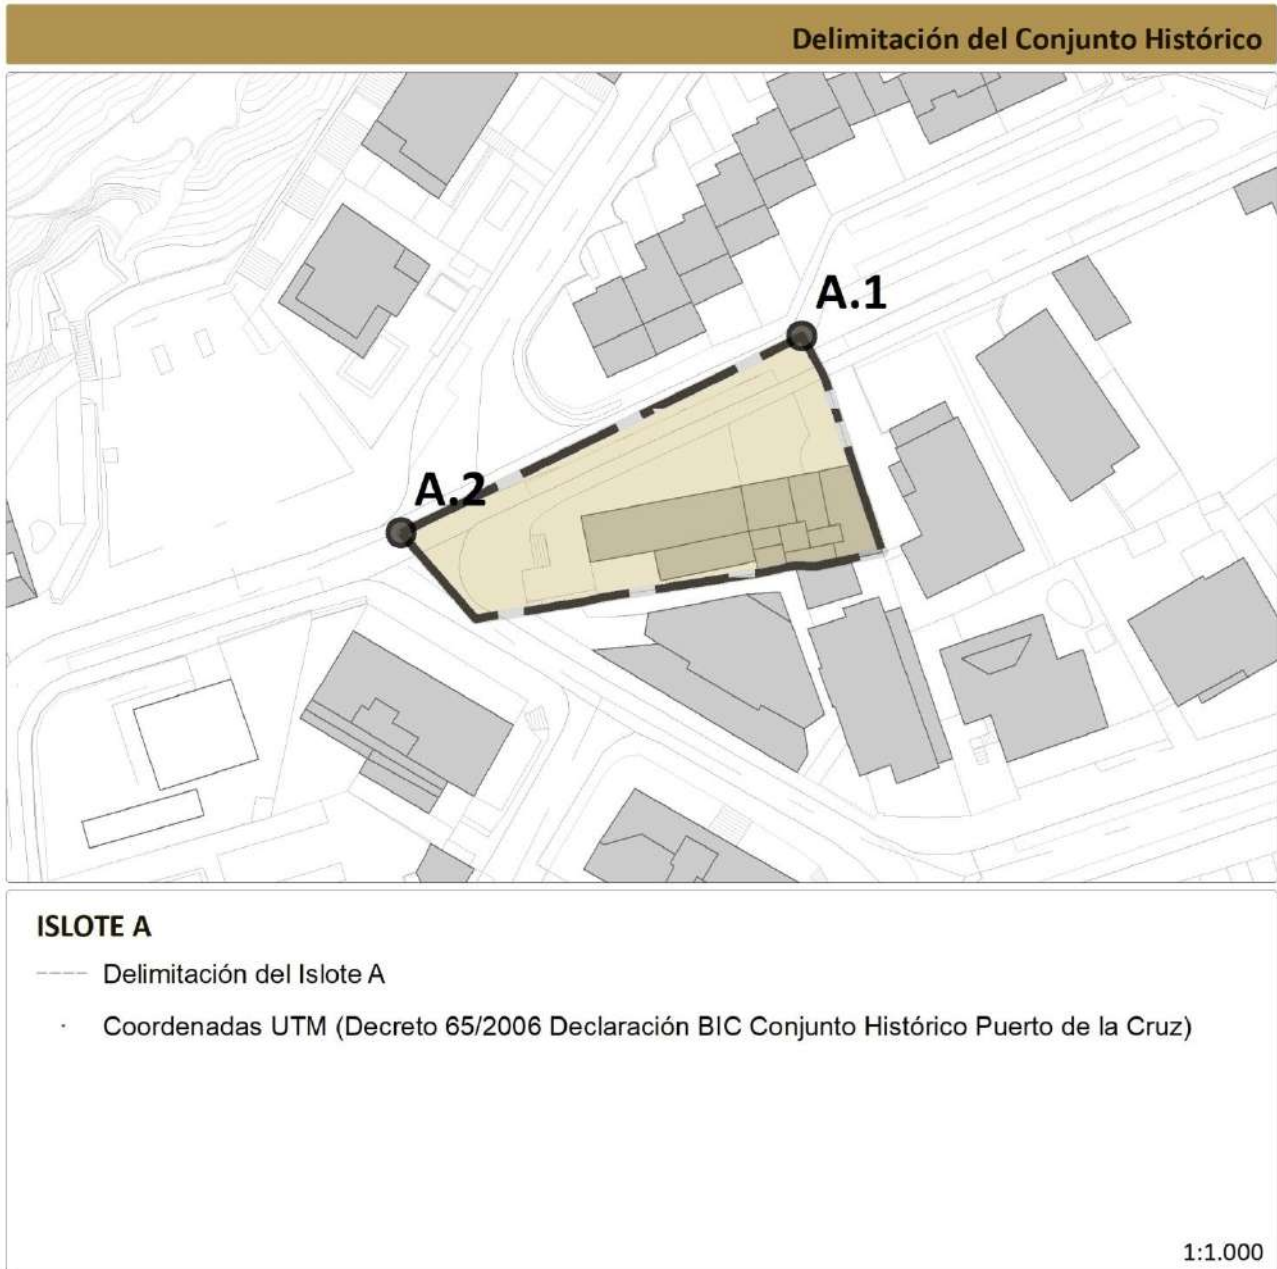 Delimitación del Conjunto Histórico
A.1
A.2
ISLOTE A
Delimitación del Islote A
Coordenadas UTM (Decreto 65/2006 Declaración BIC Conjunto Histórico Puerto de la Cruz)
1:1.000